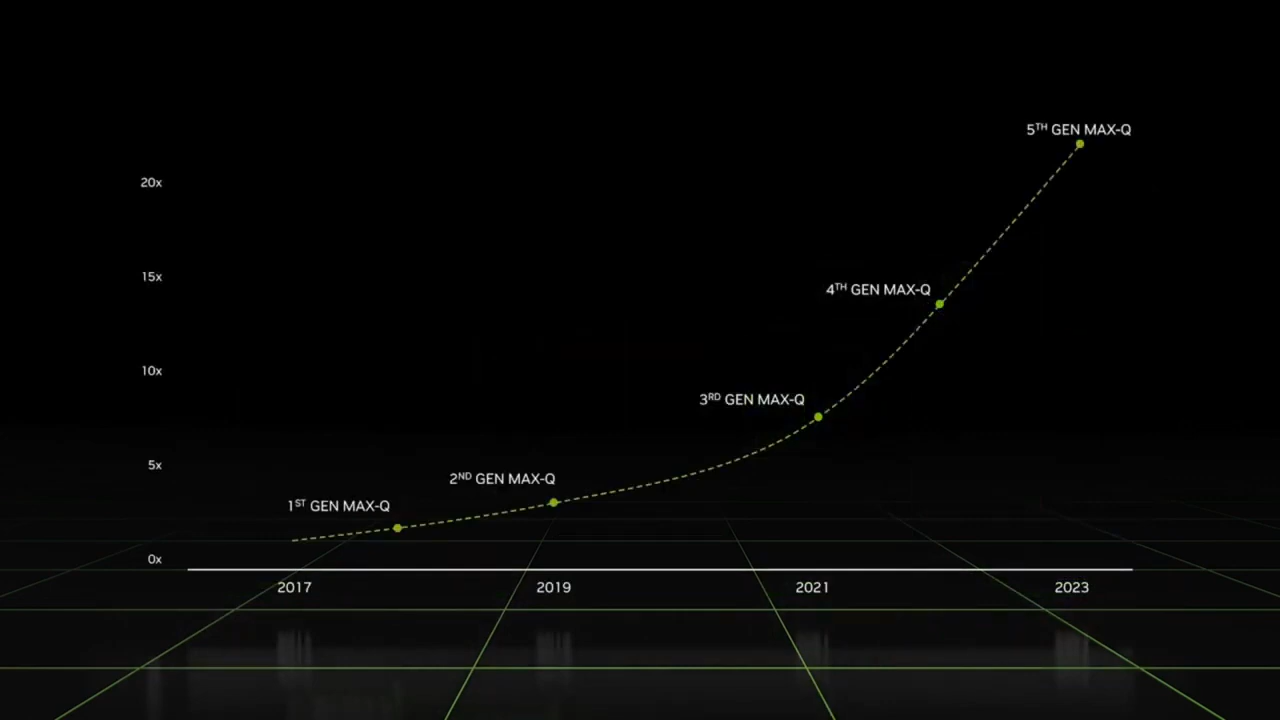 5TH GEN MAX-Q
20x
15x
4TH GEN MAX-Q
10x
3RD GEN MAX-Q
5x
2ND GEN MAX-Q
1ST GEN MAX-Q
0x
2017 2019 2021 2023